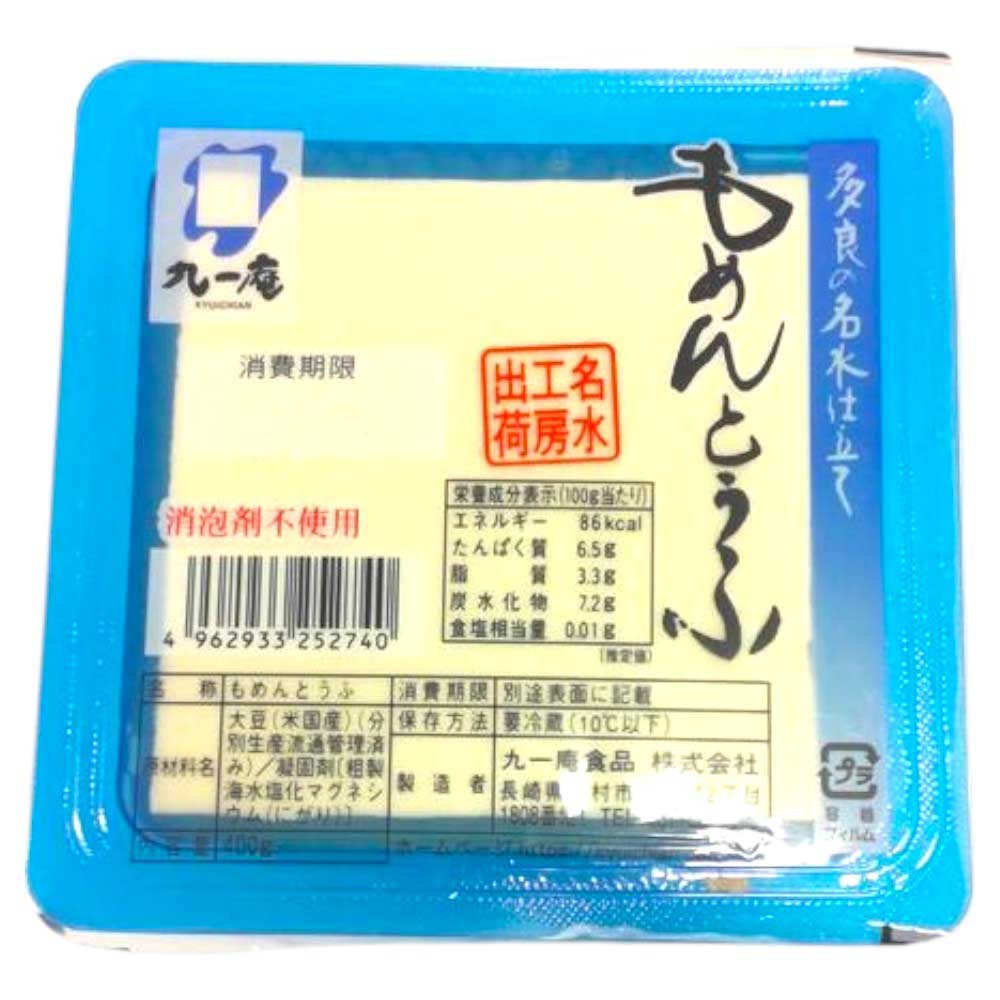 九一庵
KYUICHIAN
多良の名水仕立て
もめんとうふ
消費期限
名水
工房
出荷
消泡剤不使用
4 962933 252740
栄養成分表示(100g当たり)
エネルギー 86kcal
たんぱく質 6.5g
脂質 3.3g
炭水化物 7.2g
食塩相当量 0.01g
(推定値)
名称 もめんとうふ
原材料名 大豆(米国産)(分
別生産流通管理済
み)/凝固剤[粗製
海水塩化マグネシ
ウム(にがり)]
内容量 400g
消費期限 別途表面に記載
保存方法 要冷蔵(10℃以下)
製造者 九一庵食品 株式会社
長崎県 村市
1808番 TEL
ホームページ
プラ
容器
フィルム